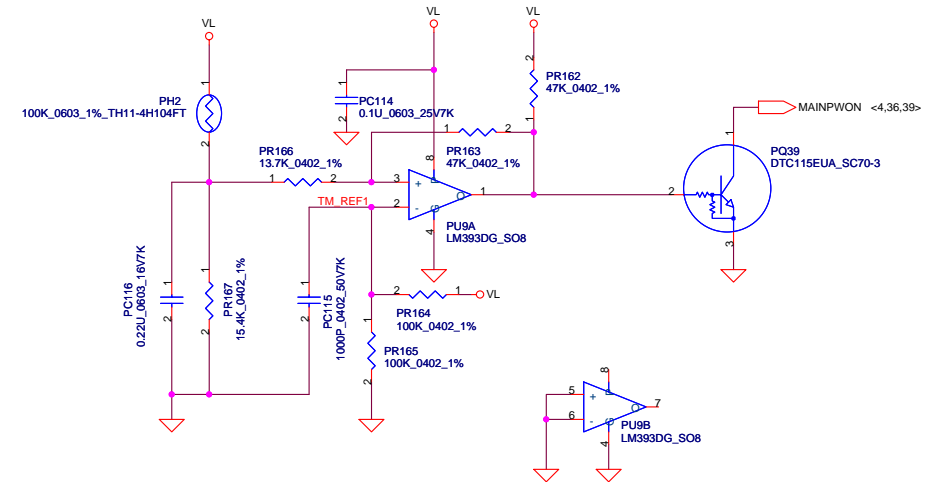 VL
VL
VL
1
PH2
100K_0603_1%_TH11-4H104FT
2
1
PC114
0.1U_0603_25V7K
2
2
PR162
47K_0402_1%
1
1
2
PR163
47K_0402_1%
PR166
13.7K_0402_1%
1
2
3
+
8
P
O
1
TM_REF1
2
-
G
4
PU9A
LM393DG_SO8
MAINPWON <4,36,39>
1
PQ39
DTC115EUA_SC70-3
2
3
PC116
0.22U_0603_16V7K
1
2
PR167
15.4K_0402_1%
1
2
PC115
1000P_0402_50V7K
1
2
2
1
VL
PR164
100K_0402_1%
1
PR165
100K_0402_1%
2
5
+
8
P
O
7
6
-
G
4
PU9B
LM393DG_SO8